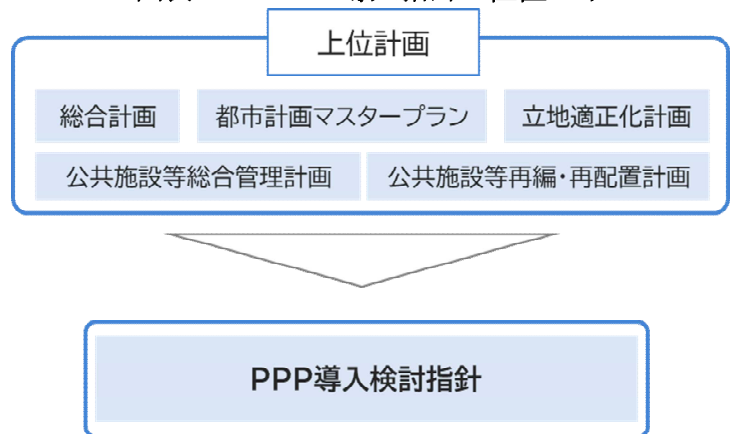 上位計画
総合計画 都市計画マスタープラン 立地適正化計画
公共施設等総合管理計画 公共施設等再編・再配置計画
PPP導入検討指針